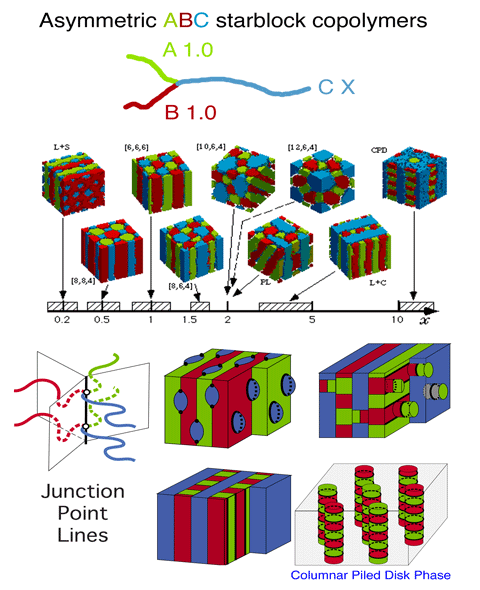 Asymmetric ABC starblock copolymers
A 1.0
C X
B 1.0
L+S
[6,6,6]
[10,6,4]
[12,6,4]
CPD
[8,8,4]
[8,6,4]
PL
L+C
0.2 0.5 1 1.5 2 5 10 x
Junction
Point
Lines
Columnar Piled Disk Phase